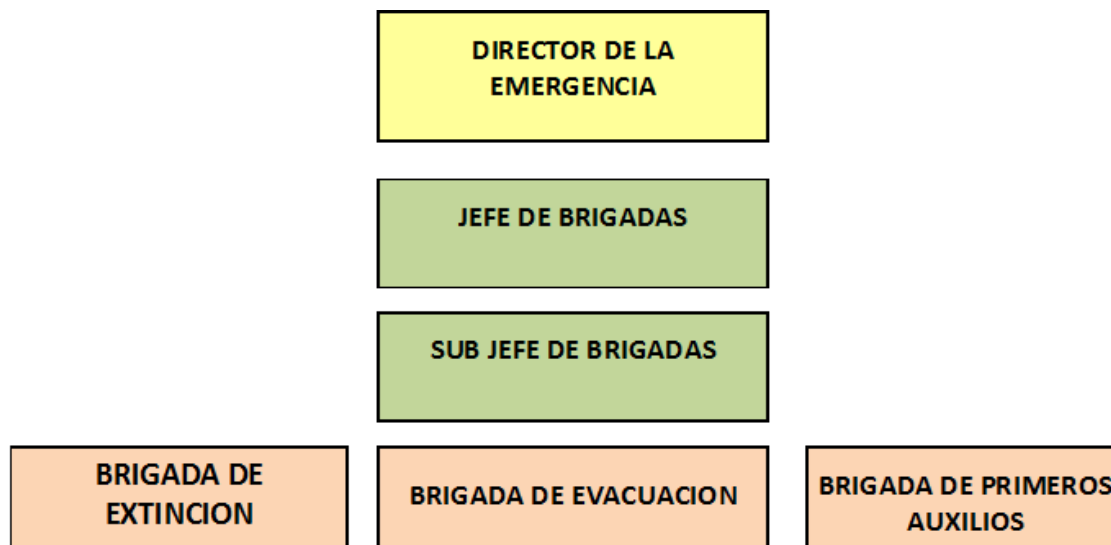 DIRECTOR DE LA
EMERGENCIA
JEFE DE BRIGADAS
SUB JEFE DE BRIGADAS
BRIGADA DE
EXTINCION
BRIGADA DE EVACUACION
BRIGADA DE PRIMEROS
AUXILIOS